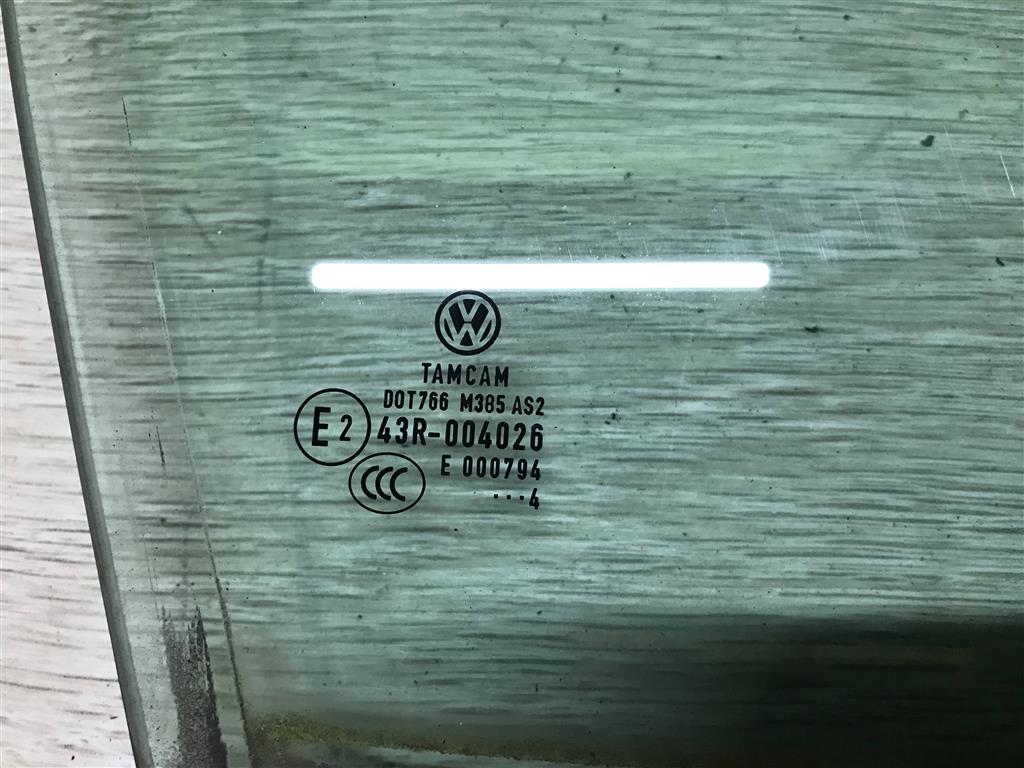 TAMCAM
DOT766 M385 AS2
E2 43R-004026
E 000794
CCC
...4